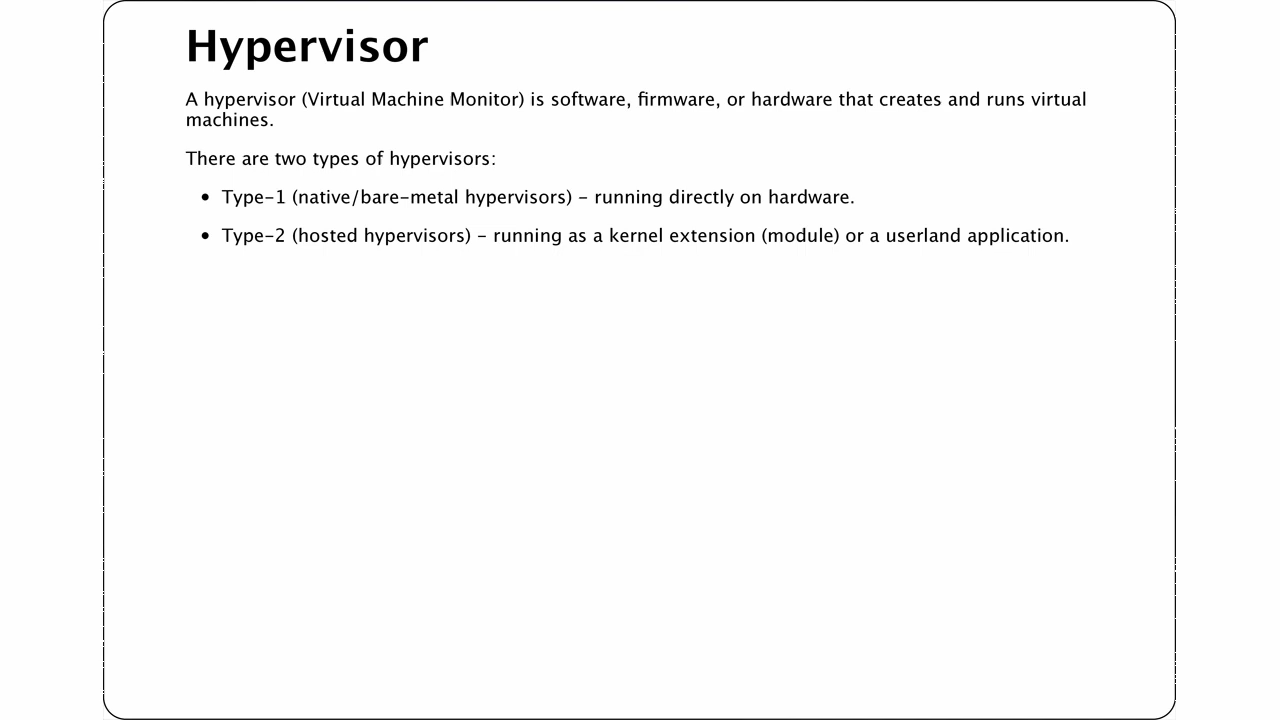 Hypervisor
A hypervisor (Virtual Machine Monitor) is software, firmware, or hardware that creates and runs virtual
machines.
There are two types of hypervisors:
• Type-1 (native/bare-metal hypervisors) - running directly on hardware.
• Type-2 (hosted hypervisors) - running as a kernel extension (module) or a userland application.